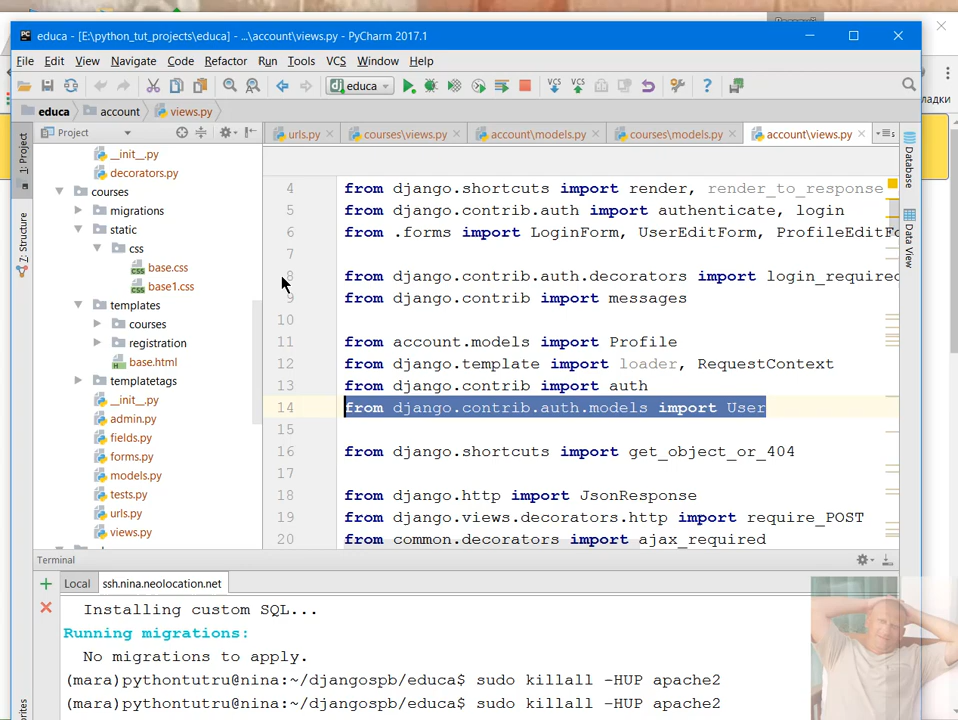 educa - [E:\python_tut_projects\educa] - ...\account\views.py - PyCharm 2017.1
File Edit View Navigate Code Refactor Run Tools VCS Window Help
educa
VCS VCS
educa account views.py
ладки
Project
urls.py courses\views.py account\models.py courses\models.py account\views.py
1: Project
Z: Structure
Favorites
Database
Data View
__init__.py
decorators.py
courses
migrations
static
css
base.css
base1.css
templates
courses
registration
base.html
templatetags
__init__.py
admin.py
fields.py
forms.py
models.py
tests.py
urls.py
views.py
4 from django.shortcuts import render, render_to_response
5 from django.contrib.auth import authenticate, login
6 from .forms import LoginForm, UserEditForm, ProfileEditFo
7
8 from django.contrib.auth.decorators import login_required
9 from django.contrib import messages
10
11 from account.models import Profile
12 from django.template import loader, RequestContext
13 from django.contrib import auth
14 from django.contrib.auth.models import User
15
16 from django.shortcuts import get_object_or_404
17
18 from django.http import JsonResponse
19 from django.views.decorators.http import require_POST
20 from common.decorators import ajax_required
Terminal
Local ssh.nina.neolocation.net
Installing custom SQL...
Running migrations:
No migrations to apply.
(mara)pythontutru@nina:~/djangospb/educa$ sudo killall -HUP apache2
(mara)pythontutru@nina:~/djangospb/educa$ sudo killall -HUP apache2